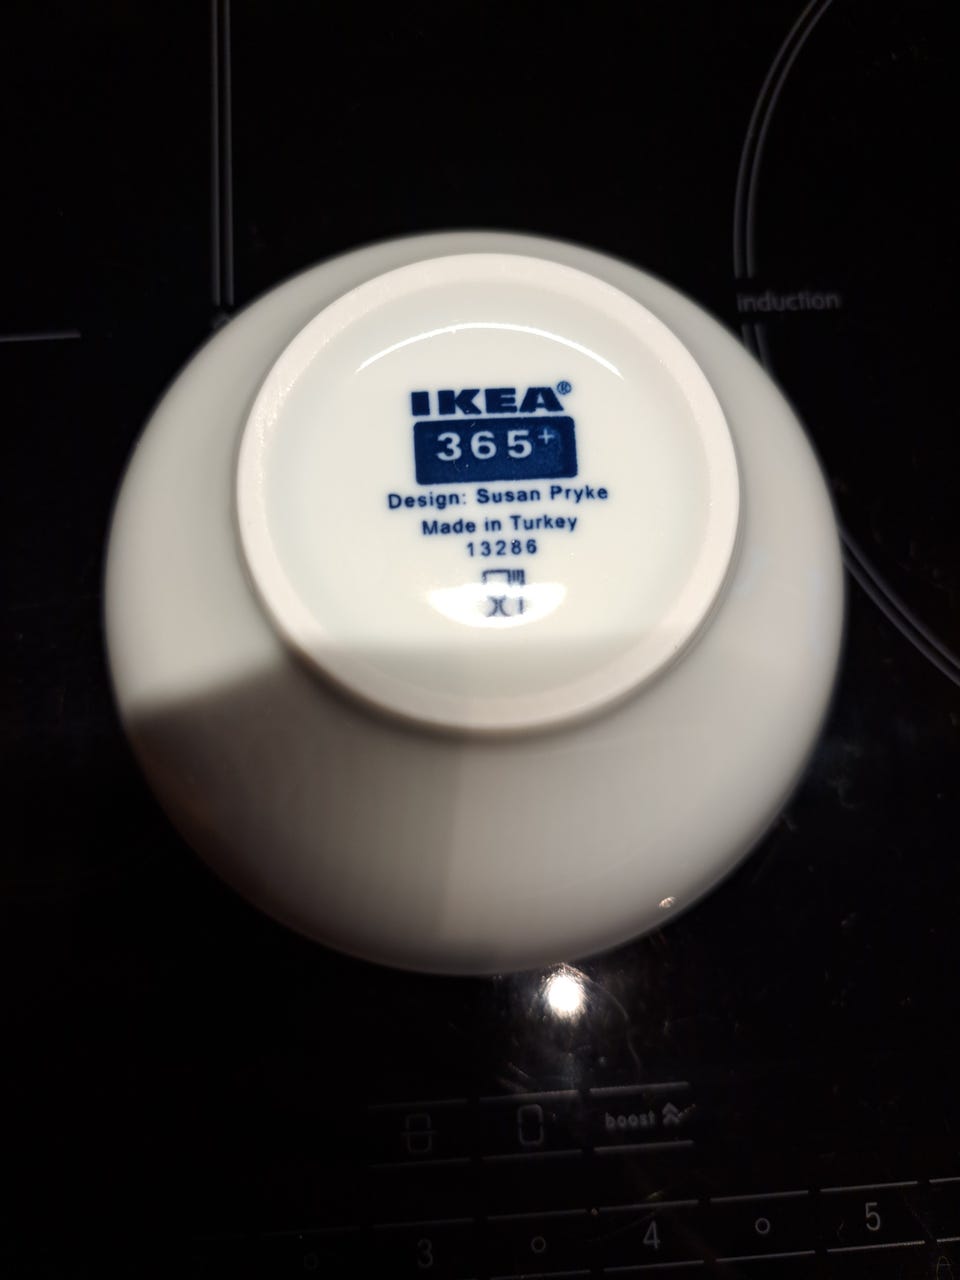 induction
IKEA®
365+
Design: Susan Pryke
Made in Turkey
13286
boost
3 4 5